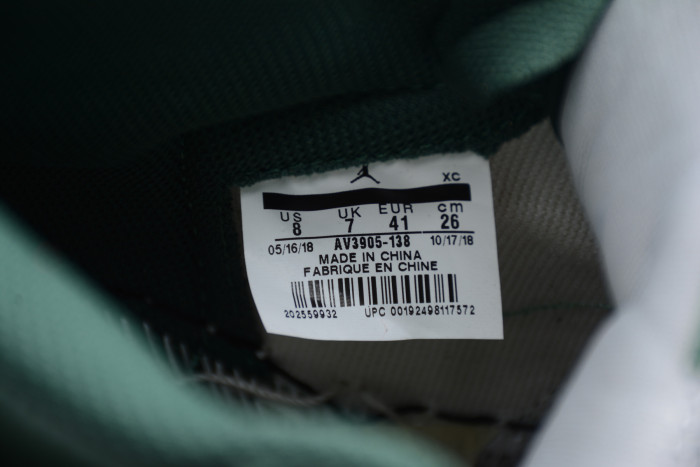 XC
US UK EUR cm
8 7 41 26
05/16/18 AV3905-138 10/17/18
MADE IN CHINA
FABRIQUE EN CHINE
202559932 UPC 00192498117572